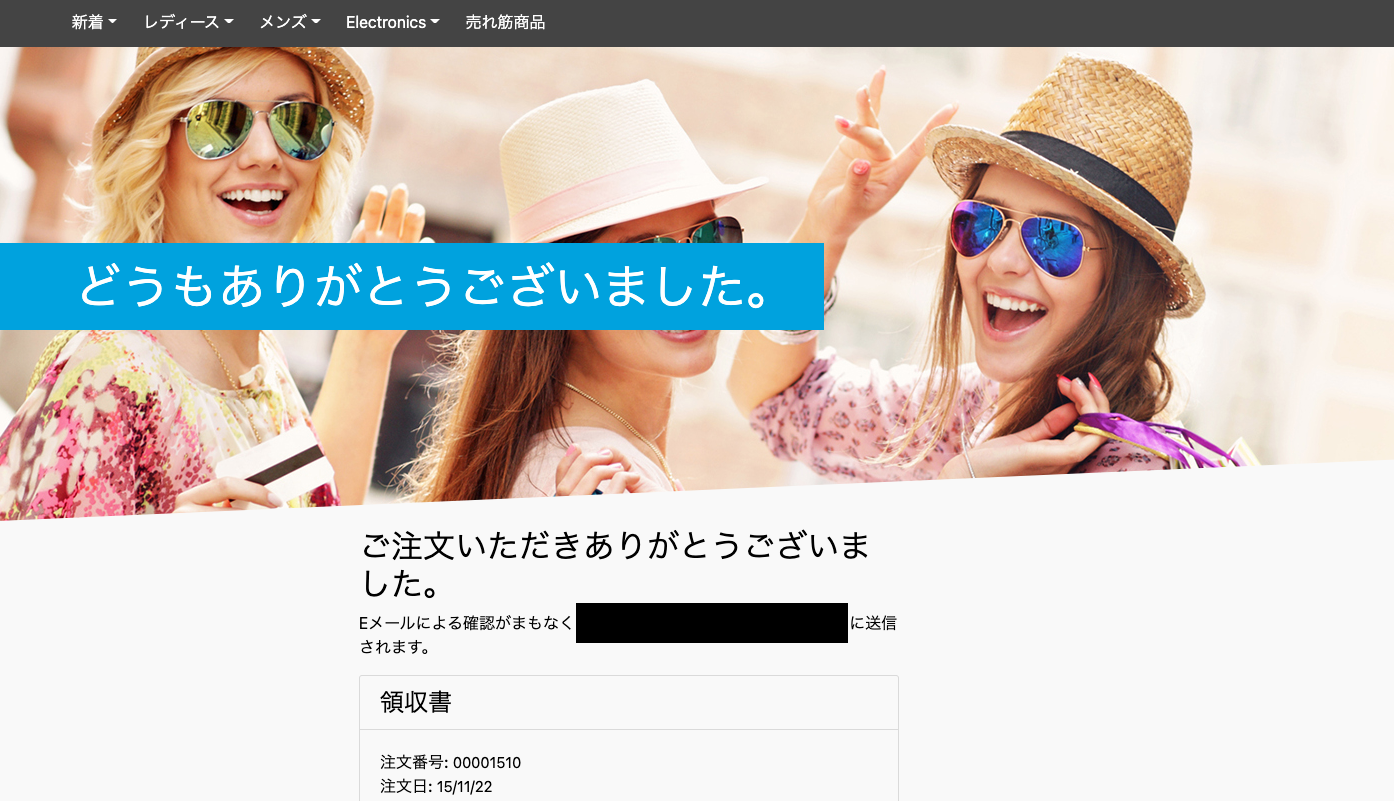 新着 レディース メンズ Electronics 売れ筋商品
どうもありがとうございました。
ご注文いただきありがとうございま
した。
Eメールによる確認がまもなく に送信
されます。
領収書
注文番号: 00001510
注文日: 15/11/22